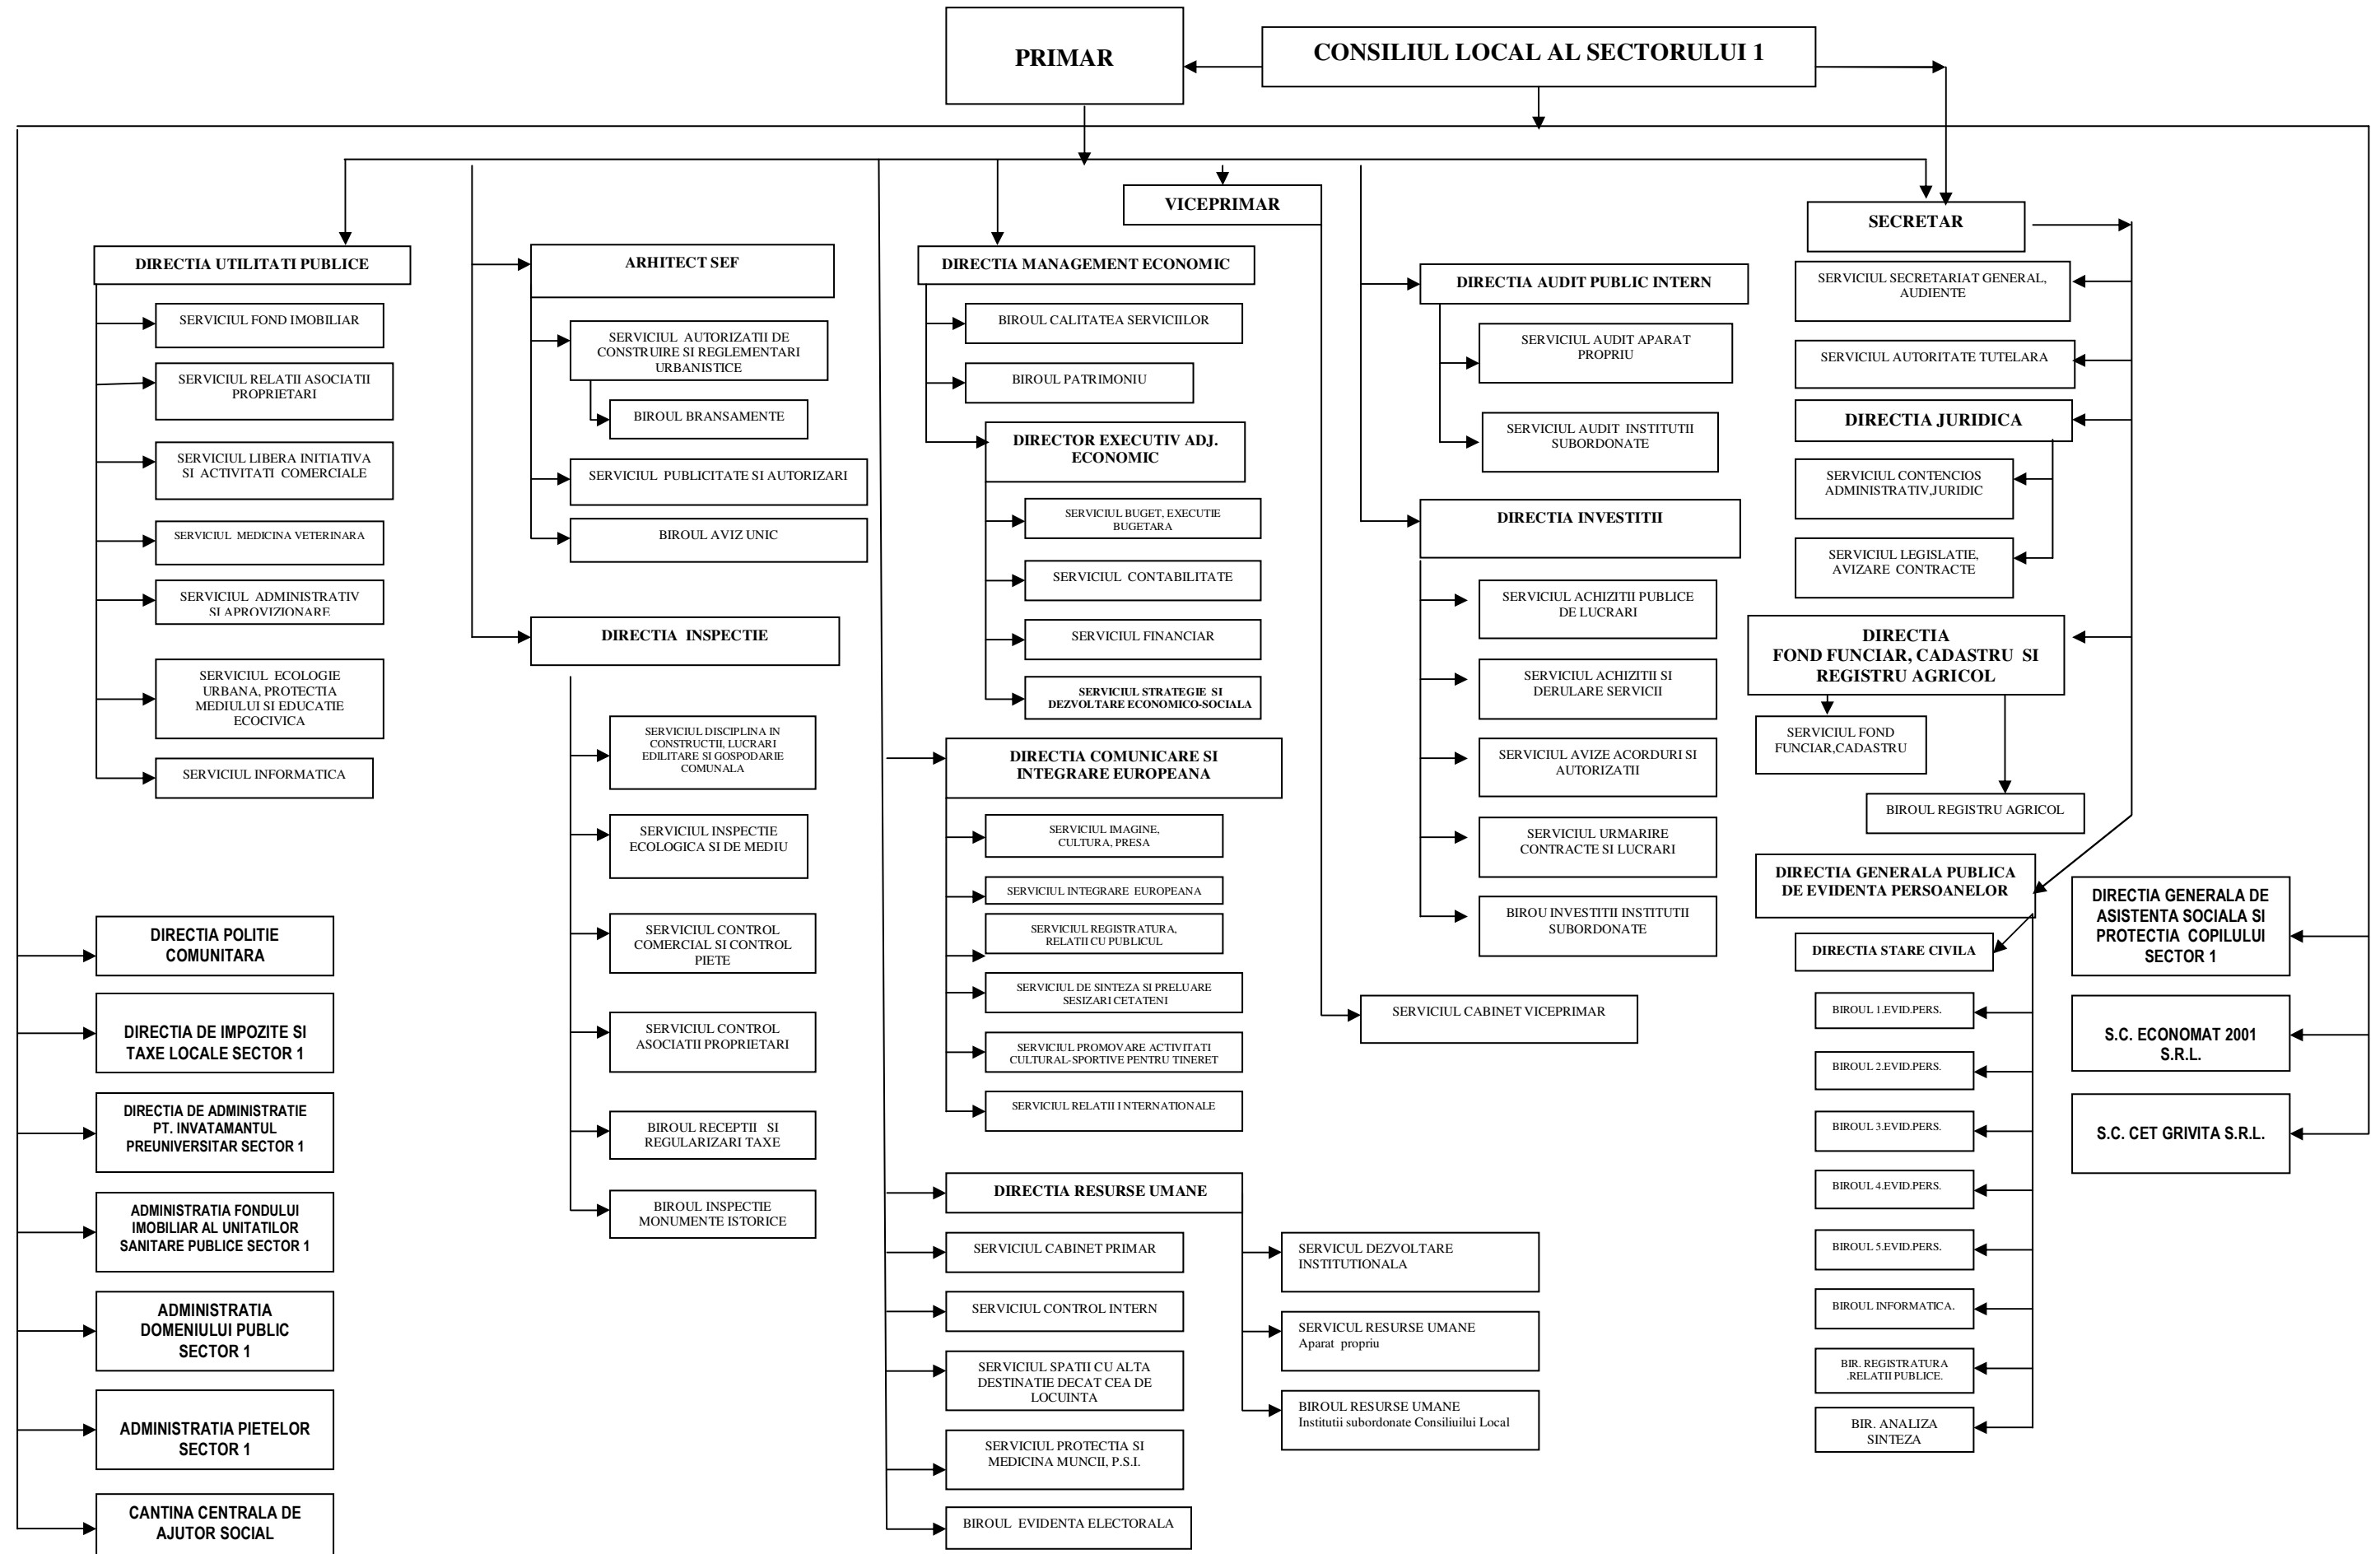 PRIMAR
CONSILIUL LOCAL AL SECTORULUI 1
VICEPRIMAR
SECRETAR
DIRECTIA UTILITATI PUBLICE
SERVICIUL FOND IMOBILIAR
SERVICIUL RELATII ASOCIATII
PROPRIETARI
SERVICIUL LIBERA INITIATIVA
SI ACTIVITATI COMERCIALE
SERVICIUL MEDICINA VETERINARA
SERVICIUL ADMINISTRATIV
SI APROVIZIONARE
SERVICIUL ECOLOGIE
URBANA, PROTECTIA
MEDIULUI SI EDUCATIE
ECOCIVICA
SERVICIUL INFORMATICA
DIRECTIA POLITIE
COMUNITARA
DIRECTIA DE IMPOZITE SI
TAXE LOCALE SECTOR 1
DIRECTIA DE ADMINISTRATIE
PT. INVATAMANTUL
PREUNIVERSITAR SECTOR 1
ADMINISTRATIA FONDULUI
IMOBILIAR AL UNITATILOR
SANITARE PUBLICE SECTOR 1
ADMINISTRATIA
DOMENIULUI PUBLIC
SECTOR 1
ADMINISTRATIA PIETELOR
SECTOR 1
CANTINA CENTRALA DE
AJUTOR SOCIAL
ARHITECT SEF
SERVICIUL AUTORIZATII DE
CONSTRUIRE SI REGLEMENTARI
URBANISTICE
BIROUL BRANSAMENTE
SERVICIUL PUBLICITATE SI AUTORIZARI
BIROUL AVIZ UNIC
DIRECTIA INSPECTIE
SERVICIUL DISCIPLINA IN
CONSTRUCTII, LUCRARI
EDILITARE SI GOSPODARIE
COMUNALA
SERVICIUL INSPECTIE
ECOLOGICA SI DE MEDIU
SERVICIUL CONTROL
COMERCIAL SI CONTROL
PIETE
SERVICIUL CONTROL
ASOCIATII PROPRIETARI
BIROUL RECEPTII SI
REGULARIZARI TAXE
BIROUL INSPECTIE
MONUMENTE ISTORICE
DIRECTIA MANAGEMENT ECONOMIC
BIROUL CALITATEA SERVICIILOR
BIROUL PATRIMONIU
DIRECTOR EXECUTIV ADJ.
ECONOMIC
SERVICIUL BUGET, EXECUTIE
BUGETARA
SERVICIUL CONTABILITATE
SERVICIUL FINANCIAR
SERVICIUL STRATEGIE SI
DEZVOLTARE ECONOMICO-SOCIALA
DIRECTIA COMUNICARE SI
INTEGRARE EUROPEANA
SERVICIUL IMAGINE,
CULTURA, PRESA
SERVICIUL INTEGRARE EUROPEANA
SERVICIUL REGISTRATURA,
RELATII CU PUBLICUL
SERVICIUL DE SINTEZA SI PRELUARE
SESIZARI CETATENI
SERVICIUL PROMOVARE ACTIVITATI
CULTURAL-SPORTIVE PENTRU TINERET
SERVICIUL RELATII I NTERNATIONALE
DIRECTIA RESURSE UMANE
SERVICIUL CABINET PRIMAR
SERVICIUL CONTROL INTERN
SERVICIUL SPATII CU ALTA
DESTINATIE DECAT CEA DE
LOCUINTA
SERVICIUL PROTECTIA SI
MEDICINA MUNCII, P.S.I.
BIROUL EVIDENTA ELECTORALA
SERVICUL DEZVOLTARE
INSTITUTIONALA
SERVICUL RESURSE UMANE
Aparat propriu
BIROUL RESURSE UMANE
Institutii subordonate Consiliuilui Local
DIRECTIA AUDIT PUBLIC INTERN
SERVICIUL AUDIT APARAT
PROPRIU
SERVICIUL AUDIT INSTITUTII
SUBORDONATE
DIRECTIA INVESTITII
SERVICIUL ACHIZITII PUBLICE
DE LUCRARI
SERVICIUL ACHIZITII SI
DERULARE SERVICII
SERVICIUL AVIZE ACORDURI SI
AUTORIZATII
SERVICIUL URMARIRE
CONTRACTE SI LUCRARI
BIROU INVESTITII INSTITUTII
SUBORDONATE
SERVICIUL CABINET VICEPRIMAR
SERVICIUL SECRETARIAT GENERAL,
AUDIENTE
SERVICIUL AUTORITATE TUTELARA
DIRECTIA JURIDICA
SERVICIUL CONTENCIOS
ADMINISTRATIV,JURIDIC
SERVICIUL LEGISLATIE,
AVIZARE CONTRACTE
DIRECTIA
FOND FUNCIAR, CADASTRU SI
REGISTRU AGRICOL
SERVICIUL FOND
FUNCIAR,CADASTRU
BIROUL REGISTRU AGRICOL
DIRECTIA GENERALA PUBLICA
DE EVIDENTA PERSOANELOR
DIRECTIA STARE CIVILA
BIROUL 1.EVID.PERS.
BIROUL 2.EVID.PERS.
BIROUL 3.EVID.PERS.
BIROUL 4.EVID.PERS.
BIROUL 5.EVID.PERS.
BIROUL INFORMATICA.
BIR. REGISTRATURA
.RELATII PUBLICE.
BIR. ANALIZA
SINTEZA
DIRECTIA GENERALA DE
ASISTENTA SOCIALA SI
PROTECTIA COPILULUI
SECTOR 1
S.C. ECONOMAT 2001
S.R.L.
S.C. CET GRIVITA S.R.L.